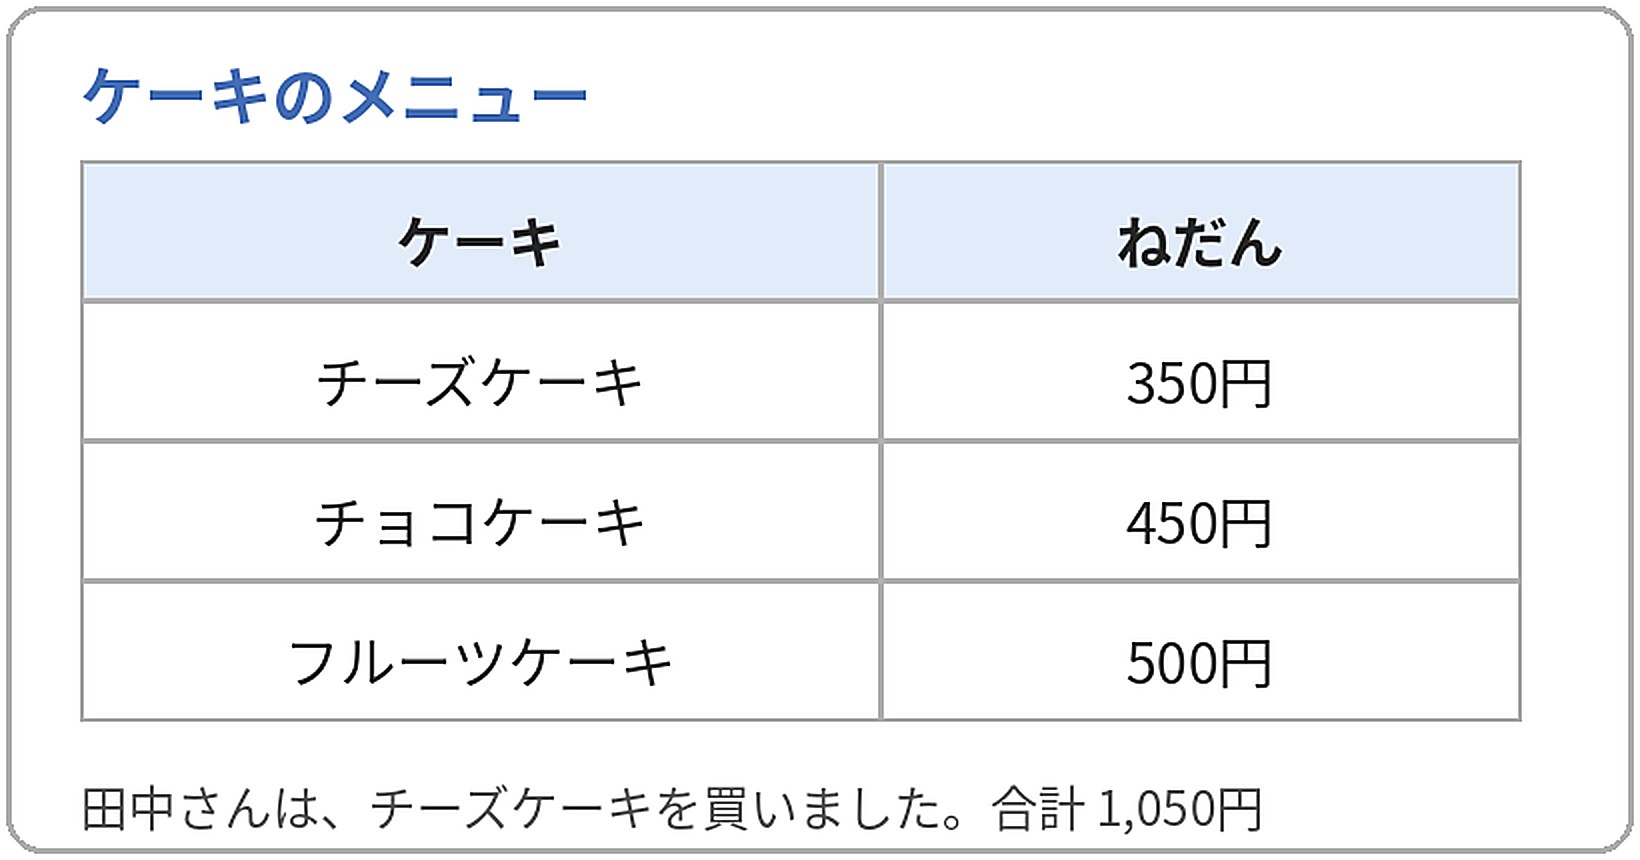 ケーキのメニュー
ケーキ ねだん
チーズケーキ 350円
チョコケーキ 450円
フルーツケーキ 500円
田中さんは、チーズケーキを買いました。合計 1,050円